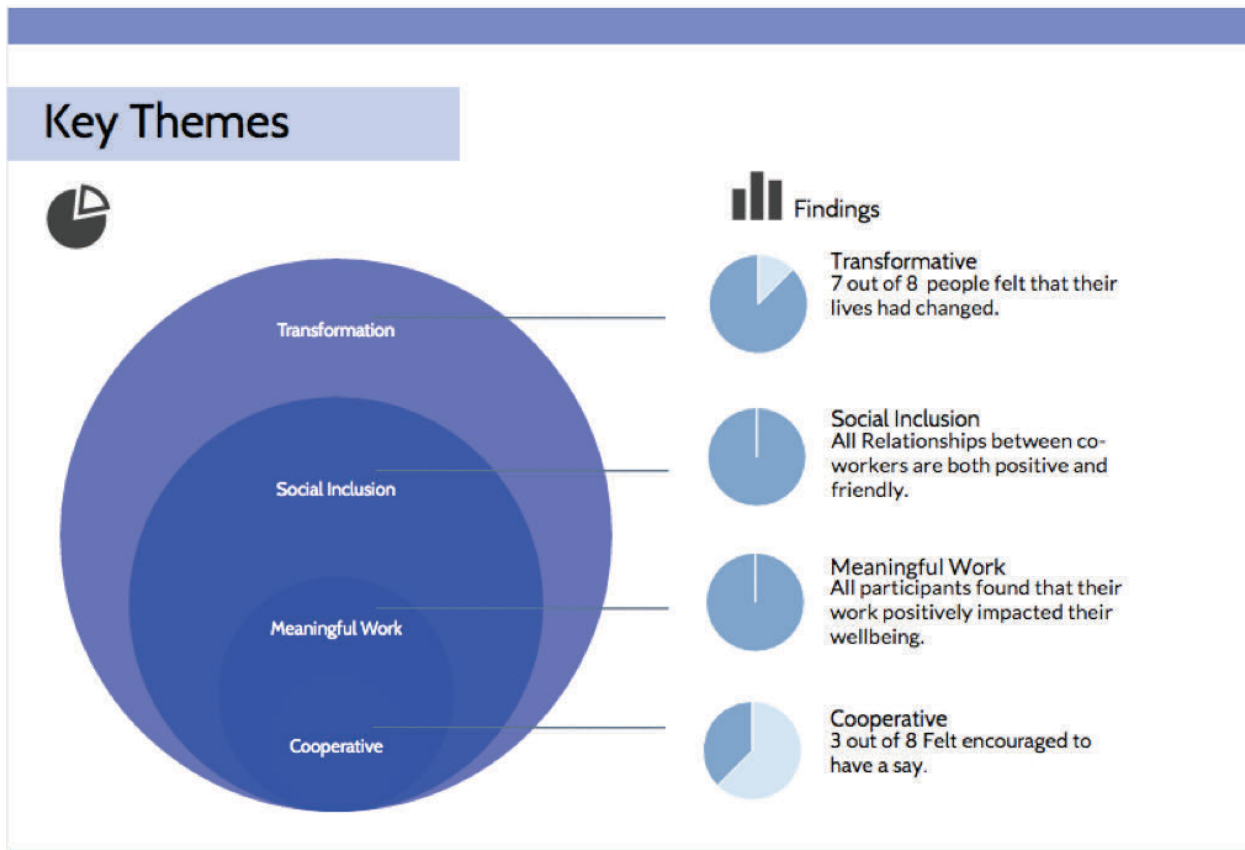 Key Themes
Transformation
Social Inclusion
Meaningful Work
Cooperative
Findings
Transformative
7 out of 8 people felt that their
lives had changed.
Social Inclusion
All Relationships between co-
workers are both positive and
friendly.
Meaningful Work
All participants found that their
work positively impacted their
wellbeing.
Cooperative
3 out of 8 Felt encouraged to
have a say.